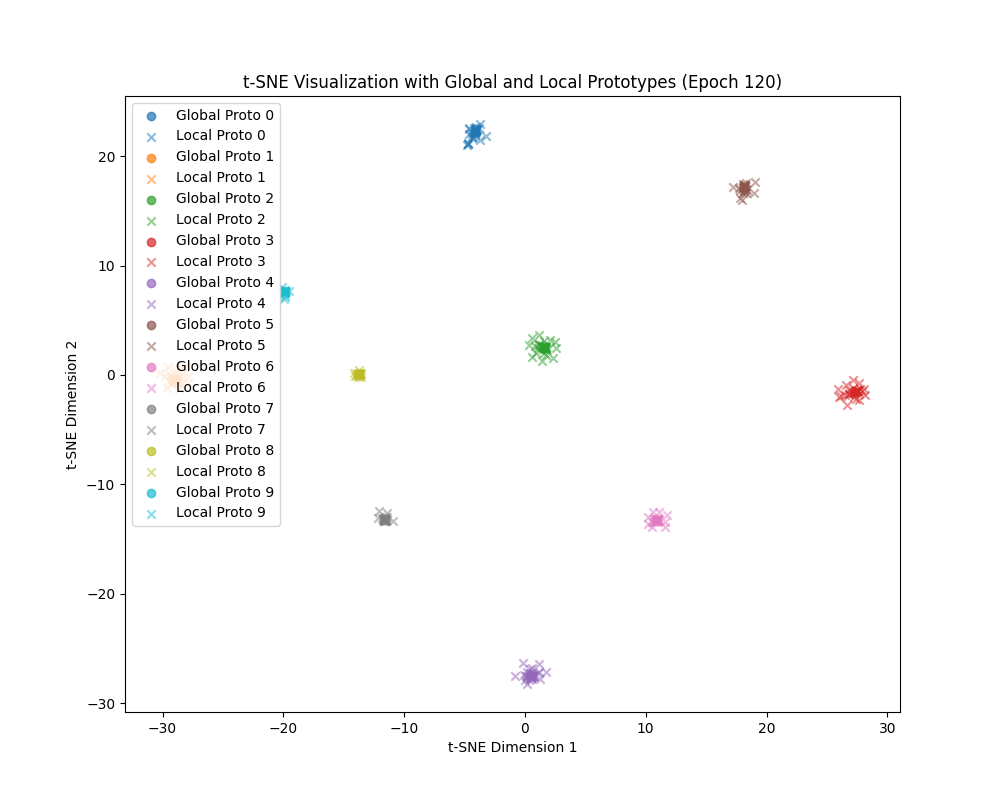 t-SNE Visualization with Global and Local Prototypes (Epoch 120)
Global Proto 0
Local Proto 0
Global Proto 1
Local Proto 1
Global Proto 2
Local Proto 2
Global Proto 3
Local Proto 3
Global Proto 4
Local Proto 4
Global Proto 5
Local Proto 5
Global Proto 6
Local Proto 6
Global Proto 7
Local Proto 7
Global Proto 8
Local Proto 8
Global Proto 9
Local Proto 9
t-SNE Dimension 2
20
10
0
−10
−20
−30
−30
−20
−10
0
10
20
30
t-SNE Dimension 1